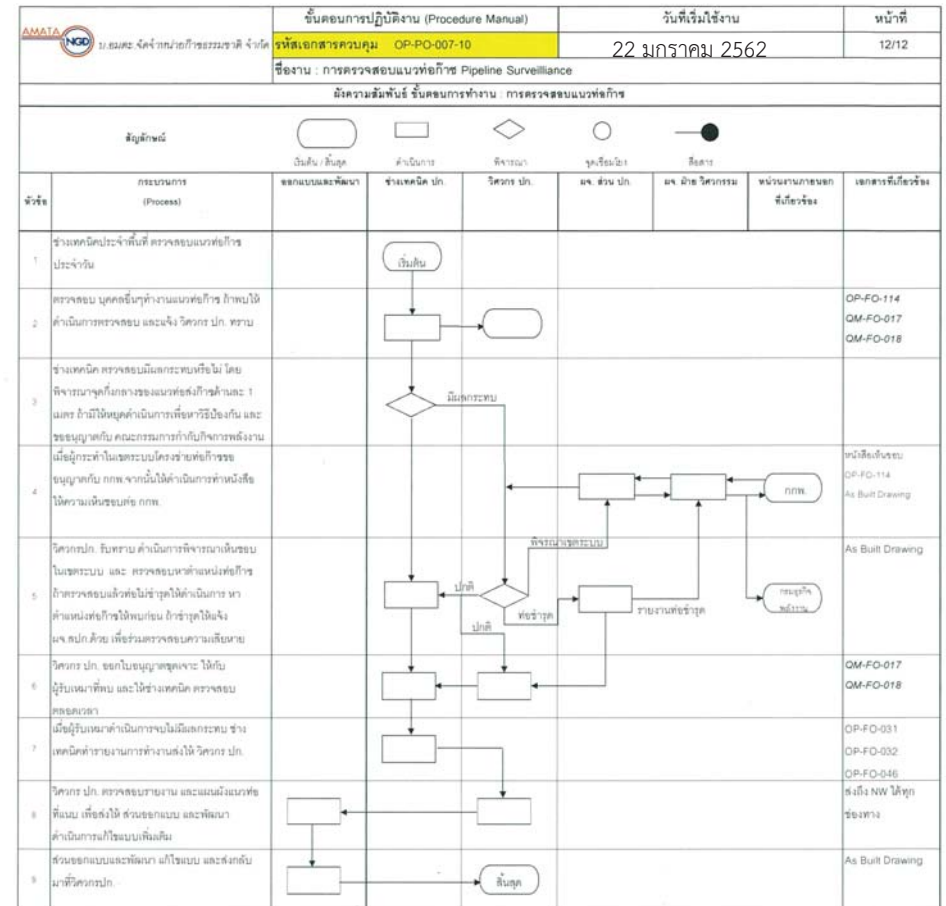 AMATA NGD
บ.อมตะ จัดจำหน่ายก๊าซธรรมชาติ จำกัด
ขั้นตอนการปฏิบัติงาน (Procedure Manual)
วันที่เริ่มใช้งาน
หน้าที่
รหัสเอกสารควบคุม OP-PO-007-10
22 มกราคม 2562
12/12
ชื่องาน : การตรวจสอบแนวท่อก๊าซ Pipeline Surveilliance
ผังความสัมพันธ์ ขั้นตอนการทำงาน : การตรวจสอบแนวท่อก๊าซ
สัญลักษณ์
เริ่มต้น / สิ้นสุด
ดำเนินการ
พิจารณา
จุดเชื่อมโยง
สื่อสาร
หัวข้อ
กระบวนการ
(Process)
ออกแบบและพัฒนา
ช่างเทคนิค ปก.
วิศวกร ปก.
ผจ. ส่วน ปก.
ผจ. ฝ่าย วิศวกรรม
หน่วยงานภายนอก
ที่เกี่ยวข้อง
เอกสารที่เกี่ยวข้อง
1
ช่างเทคนิคประจำพื้นที่ ตรวจสอบแนวท่อก๊าซ
ประจำวัน
เริ่มต้น
2
ตรวจสอบ บุคคลอื่นๆทำงานแนวท่อก๊าซ ถ้าพบให้
ดำเนินการตรวจสอบ และแจ้ง วิศวกร ปก. ทราบ
OP-FO-114
QM-FO-017
QM-FO-018
3
ช่างเทคนิค ตรวจสอบมีผลกระทบหรือไม่ โดย
พิจารณาจุดกึ่งกลางของแนวท่อส่งก๊าซด้านละ 1
เมตร ถ้ามีให้หยุดดำเนินการเพื่อหาวิธีป้องกัน และ
ขออนุญาตกับ คณะกรรมการกำกับกิจการพลังงาน
มีผลกระทบ
4
เมื่อผู้กระทำในเขตระบบโครงข่ายท่อก๊าซขอ
อนุญาตกับ กกพ. จากนั้นให้ดำเนินการทำหนังสือ
ให้ความเห็นชอบต่อ กกพ.
กกพ.
หนังสือเห็นชอบ
OP-FO-114
As Built Drawing
5
วิศวกรปก. รับทราบ ดำเนินการพิจารณาเห็นชอบ
ในเขตระบบ และ ตรวจสอบหาตำแหน่งท่อก๊าซ
ถ้าตรวจสอบแล้วท่อไม่ชำรุดให้ดำเนินการ หา
ตำแหน่งท่อก๊าซให้พบก่อน ถ้าชำรุดให้แจ้ง
ผจ.สปก.ด้วย เพื่อร่วมตรวจสอบความเสียหาย
พิจรณาเขตระบบ
ปกติ
ท่อชำรุด
ปกติ
รายงานท่อชำรุด
กรมธุรกิจ
พลังงาน
As Built Drawing
6
วิศวกร ปก. ออกใบอนุญาตขุดเจาะ ให้กับ
ผู้รับเหมาที่พบ และให้ช่างเทคนิค ตรวจสอบ
ตลอดเวลา
QM-FO-017
QM-FO-018
7
เมื่อผู้รับเหมาดำเนินการจบไม่มีผลกระทบ ช่าง
เทคนิคทำรายงานการทำงานส่งให้ วิศวกร ปก.
OP-FO-031
OP-FO-032
OP-FO-046
8
วิศวกร ปก. ตรวจสอบรายงาน และแผนผังแนวท่อ
ที่แนบ เพื่อส่งให้ ส่วนออกแบบ และพัฒนา
ดำเนินการแก้ไขแบบเพิ่มเติม
ส่งถึง NW ได้ทุก
ช่องทาง
9
ส่วนออกแบบและพัฒนา แก้ไขแบบ และส่งกลับ
มาที่วิศวกรปก.
สิ้นสุด
As Built Drawing